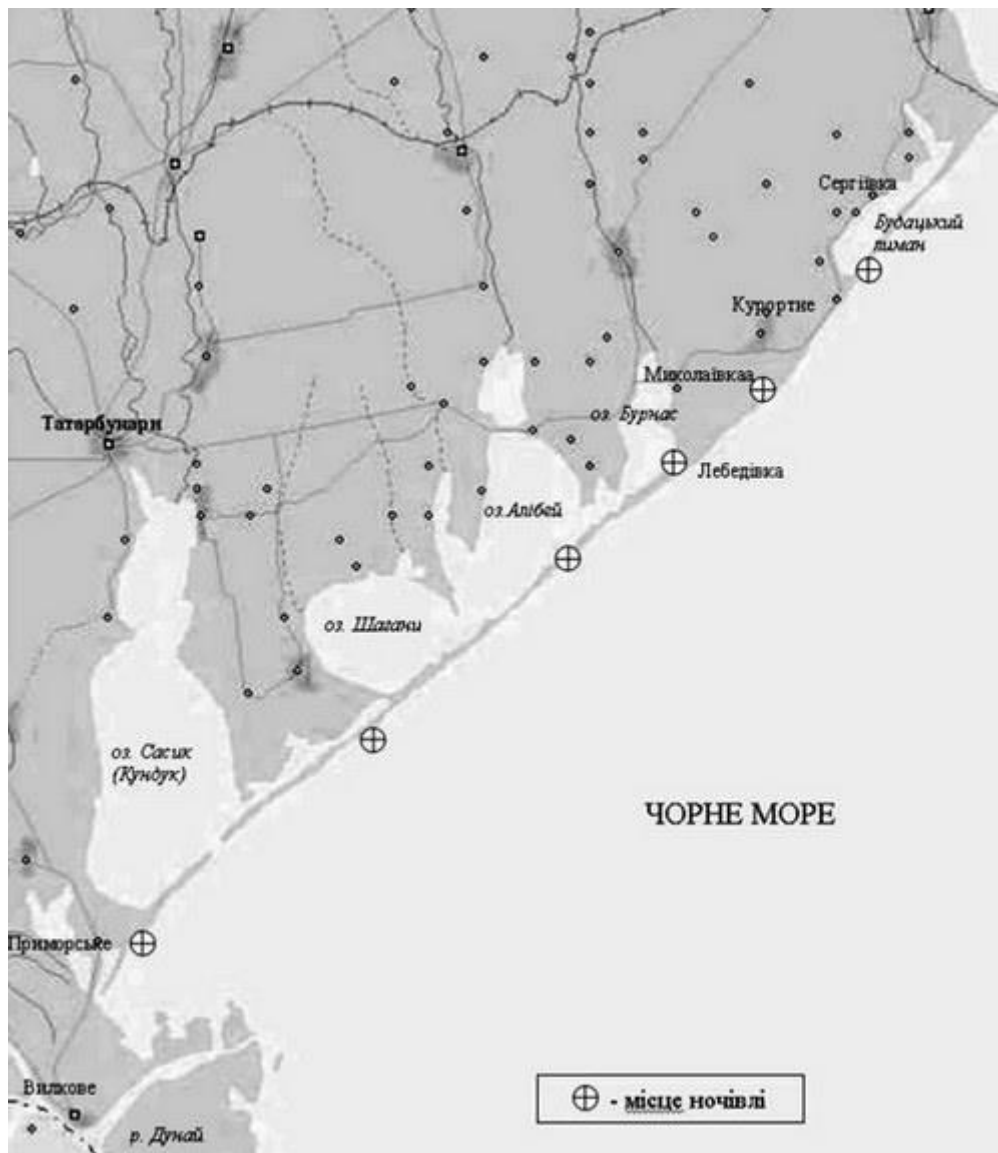 Сергіївка
Будацький
лиман
Курортне
Миколаївкаа
оз. Бурнас
Татарбунари
Лебедівка
оз.Алібей
оз. Шагани
оз. Сасик
(Кундук)
ЧОРНЕ МОРЕ
Приморське
Вилкове
- місце ночівлі
р. Дунай